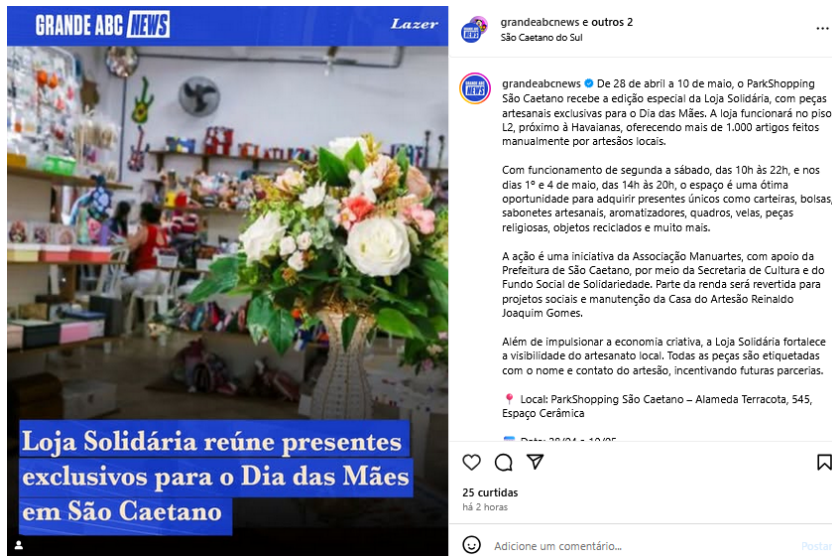 GRANDE ABC NEWS
Lazer
Loja Solidária reúne presentes
exclusivos para o Dia das Mães
em São Caetano
grandeabcnews e outros 2
São Caetano do Sul
grandeabcnews De 28 de abril a 10 de maio, o ParkShopping
São Caetano recebe a edição especial da Loja Solidária, com peças
artesanais exclusivas para o Dia das Mães. A loja funcionará no piso
L2, próximo à Havaianas, oferecendo mais de 1.000 artigos feitos
manualmente por artesãos locais.
Com funcionamento de segunda a sábado, das 10h às 22h, e nos
dias 1º e 4 de maio, das 14h às 20h, o espaço é uma ótima
oportunidade para adquirir presentes únicos como carteiras, bolsas,
sabonetes artesanais, aromatizadores, quadros, velas, peças
religiosas, objetos reciclados e muito mais.
A ação é uma iniciativa da Associação Manuartes, com apoio da
Prefeitura de São Caetano, por meio da Secretaria de Cultura e do
Fundo Social de Solidariedade. Parte da renda será revertida para
projetos sociais e manutenção da Casa do Artesão Reinaldo
Joaquim Gomes.
Além de impulsionar a economia criativa, a Loja Solidária fortalece
a visibilidade do artesanato local. Todas as peças são etiquetadas
com o nome e contato do artesão, incentivando futuras parcerias.
Local: ParkShopping São Caetano – Alameda Terracota, 545,
Espaço Cerâmica
Data: 28/04 a 10/05
25 curtidas
há 2 horas
Adicione um comentário...
Postar